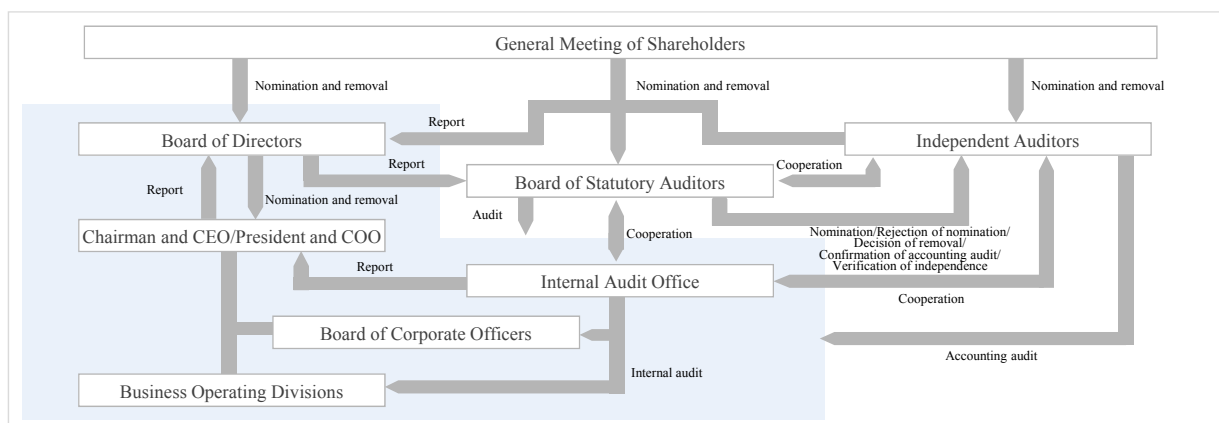 General Meeting of Shareholders
Nomination and removal
Nomination and removal
Nomination and removal
Report
Board of Directors
Independent Auditors
Report
Cooperation
Board of Statutory Auditors
Report
Nomination and removal
Audit
Chairman and CEO/President and COO
Cooperation
Nomination/Rejection of nomination/
Decision of removal/
Confirmation of accounting audit/
Verification of independence
Report
Internal Audit Office
Cooperation
Board of Corporate Officers
Accounting audit
Internal audit
Business Operating Divisions